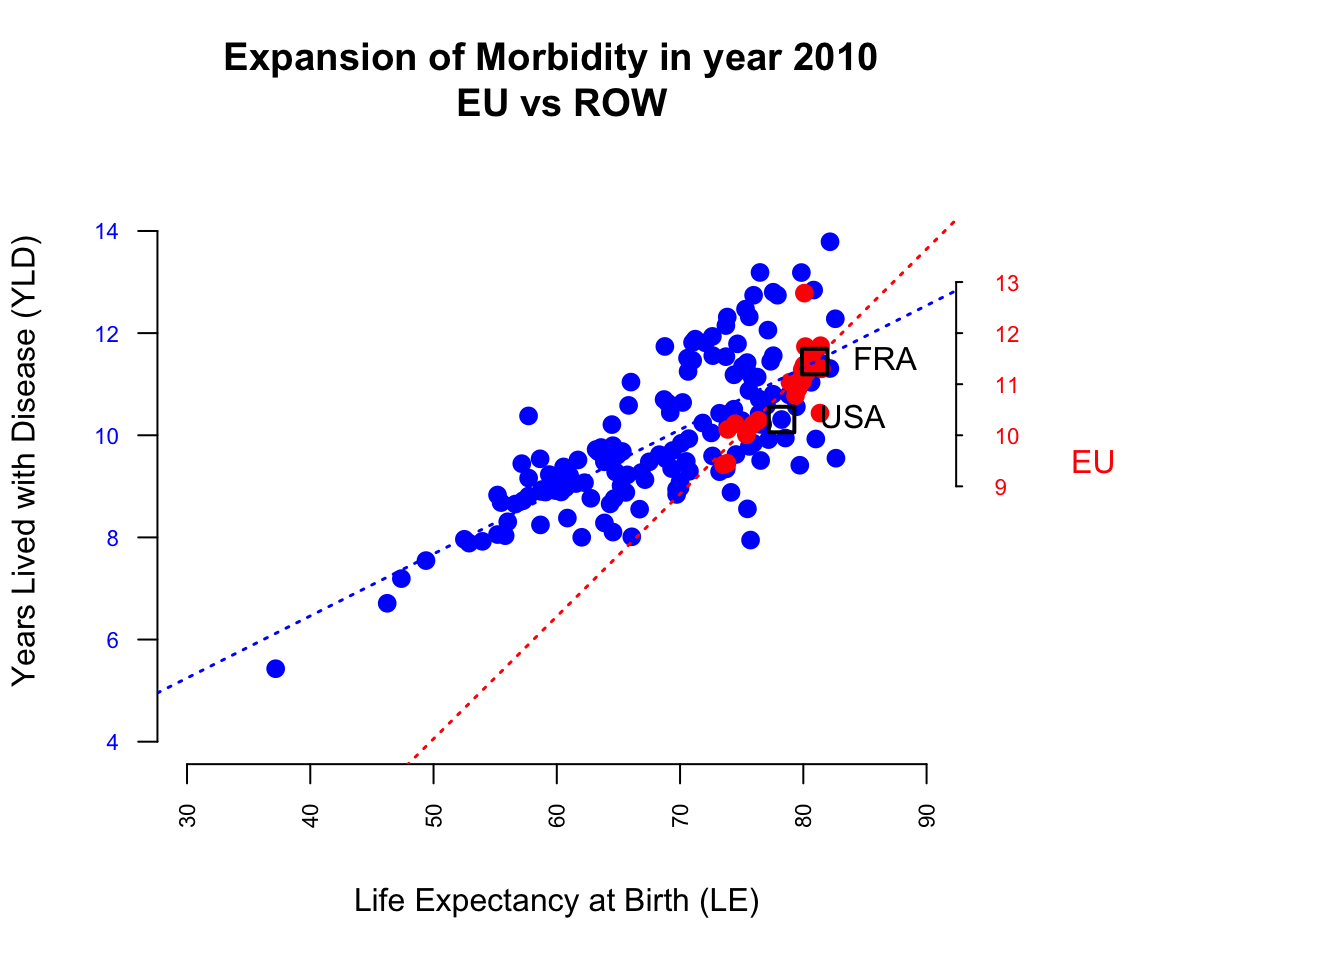 Expansion of Morbidity in year 2010
EU vs ROW
Years Lived with Disease (YLD)
14
12
10
8
6
4
13
12
11
10
9
EU
FRA
USA
30
40
50
60
70
80
90
Life Expectancy at Birth (LE)